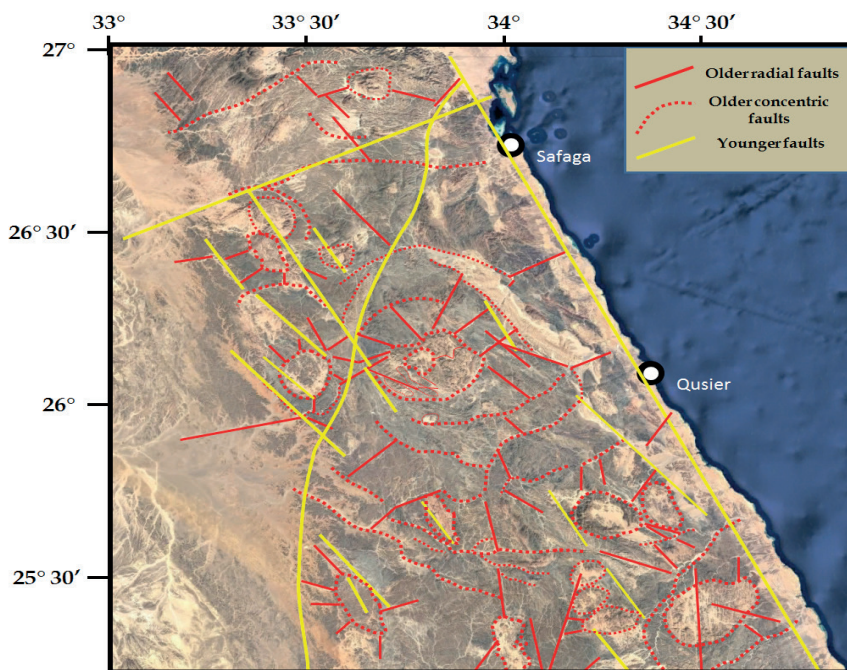 33° 33° 30′ 34° 34° 30′
27°
Older radial faults
Older concentric
faults
Younger faults
Safaga
26° 30′
Qusier
26°
25° 30′